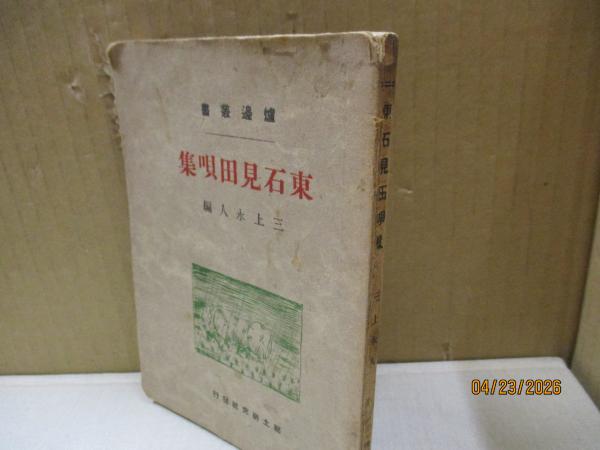 爐邊叢書
東石見田唄集
三上永人編
郷土研究社發行
東石見田唄集
三上永人
04/23/2026